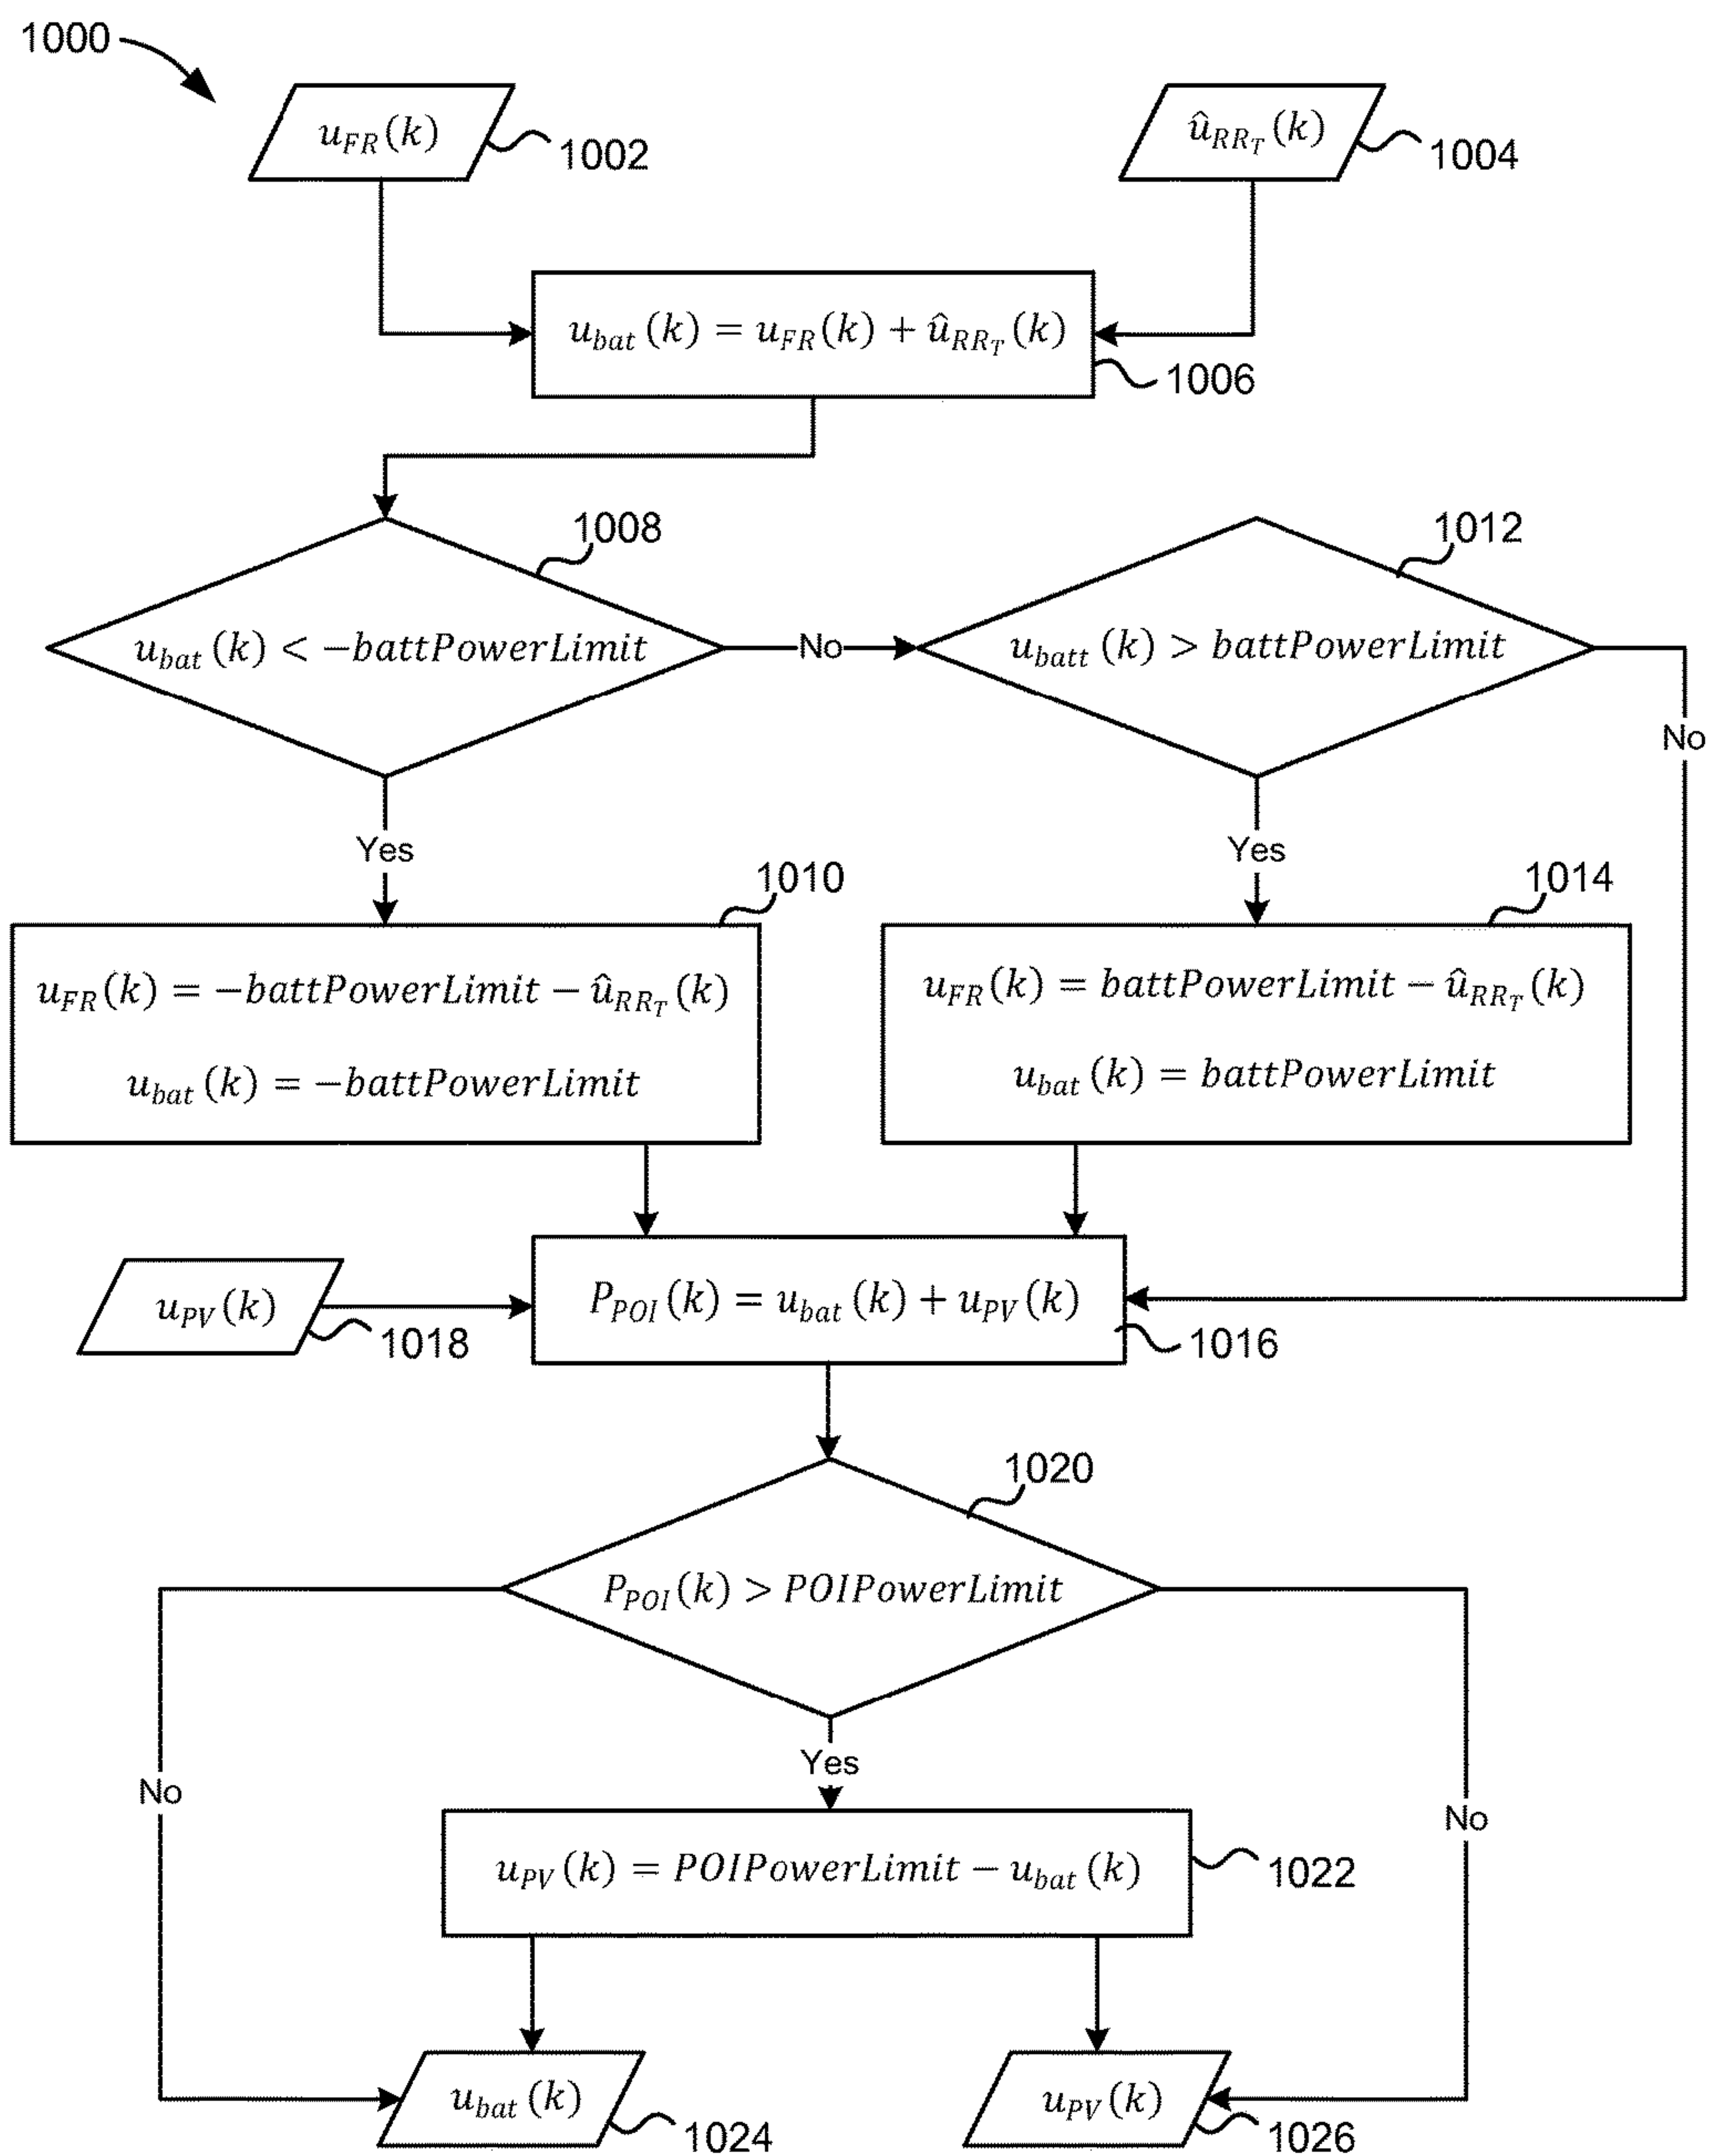 1000
u_FR(k)
1002
û_RR_T(k)
1004
u_bat(k) = u_FR(k) + û_RR_T(k)
1006
1008
u_bat(k) < −battPowerLimit
No
1012
u_batt(k) > battPowerLimit
No
Yes
Yes
1010
u_FR(k) = −battPowerLimit − û_RR_T(k)
u_bat(k) = −battPowerLimit
1014
u_FR(k) = battPowerLimit − û_RR_T(k)
u_bat(k) = battPowerLimit
u_PV(k)
1018
P_POI(k) = u_bat(k) + u_PV(k)
1016
1020
P_POI(k) > POIPowerLimit
Yes
No
No
u_PV(k) = POIPowerLimit − u_bat(k)
1022
u_bat(k)
1024
u_PV(k)
1026